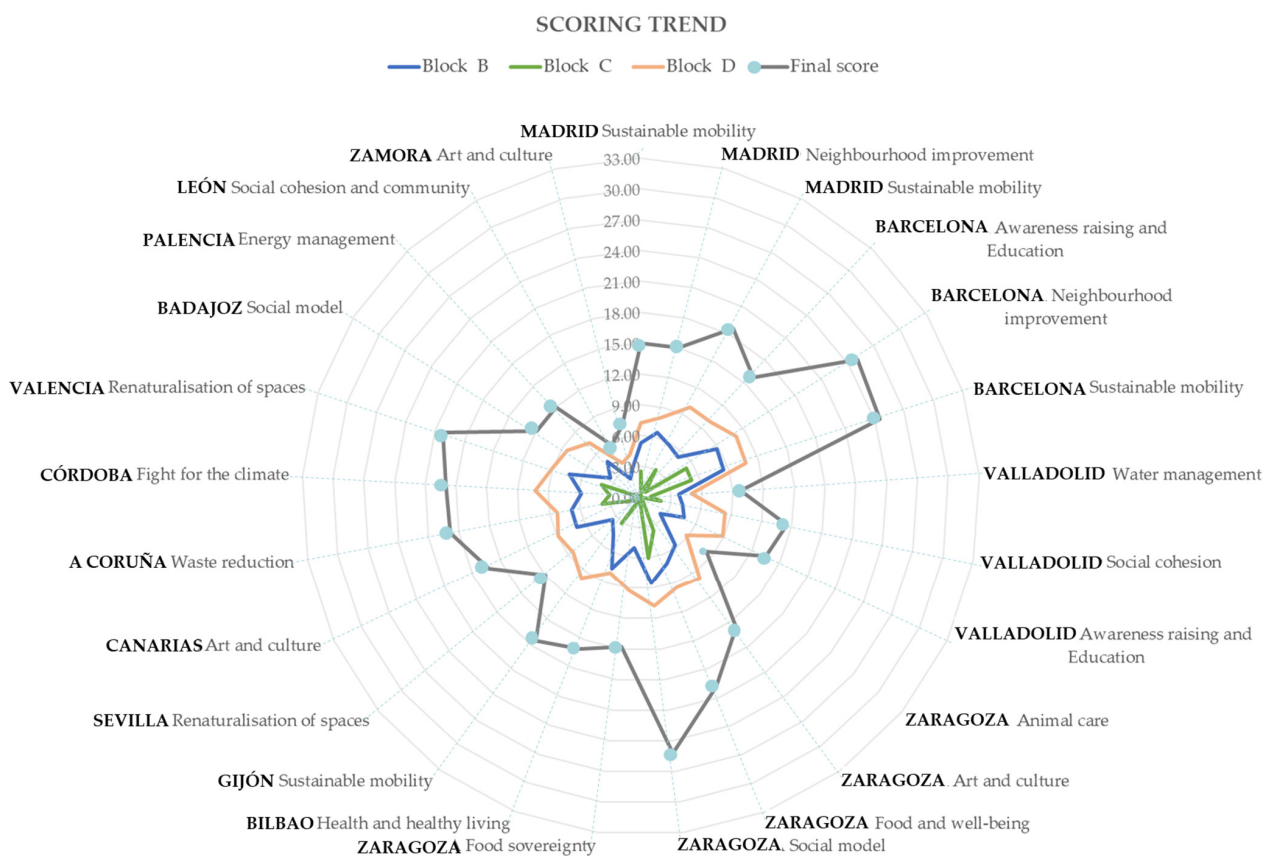 SCORING TREND
Block B
Block C
Block D
Final score
MADRID Sustainable mobility
ZAMORA Art and culture
MADRID Neighbourhood improvement
LEÓN Social cohesion and community
MADRID Sustainable mobility
PALENCIA Energy management
BARCELONA Awareness raising and
Education
BADAJOZ Social model
BARCELONA. Neighbourhood
improvement
VALENCIA Renaturalisation of spaces
BARCELONA Sustainable mobility
CÓRDOBA Fight for the climate
VALLADOLID Water management
A CORUÑA Waste reduction
VALLADOLID Social cohesion
CANARIAS Art and culture
VALLADOLID Awareness raising and
Education
SEVILLA Renaturalisation of spaces
ZARAGOZA Animal care
GIJÓN Sustainable mobility
ZARAGOZA. Art and culture
BILBAO Health and healthy living
ZARAGOZA Food and well-being
ZARAGOZA Food sovereignty
ZARAGOZA. Social model
33.00
30.00
27.00
24.00
21.00
18.00
15.00
12.00
9.00
6.00